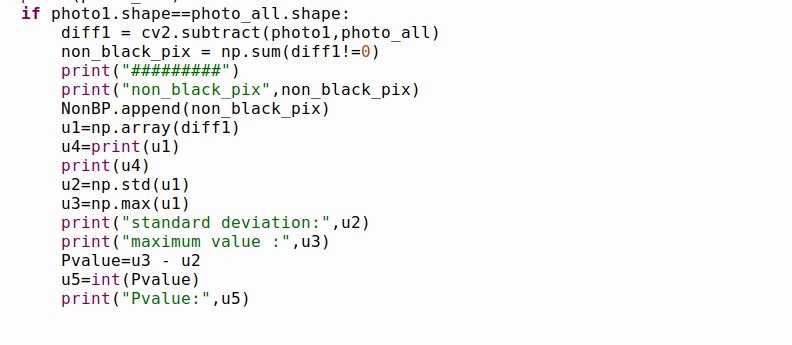 if photo1.shape==photo_all.shape:
    diff1 = cv2.subtract(photo1,photo_all)
    non_black_pix = np.sum(diff1!=0)
    print("#########")
    print("non_black_pix",non_black_pix)
    NonBP.append(non_black_pix)
    u1=np.array(diff1)
    u4=print(u1)
    print(u4)
    u2=np.std(u1)
    u3=np.max(u1)
    print("standard deviation:",u2)
    print("maximum value :",u3)
    Pvalue=u3 - u2
    u5=int(Pvalue)
    print("Pvalue:",u5)